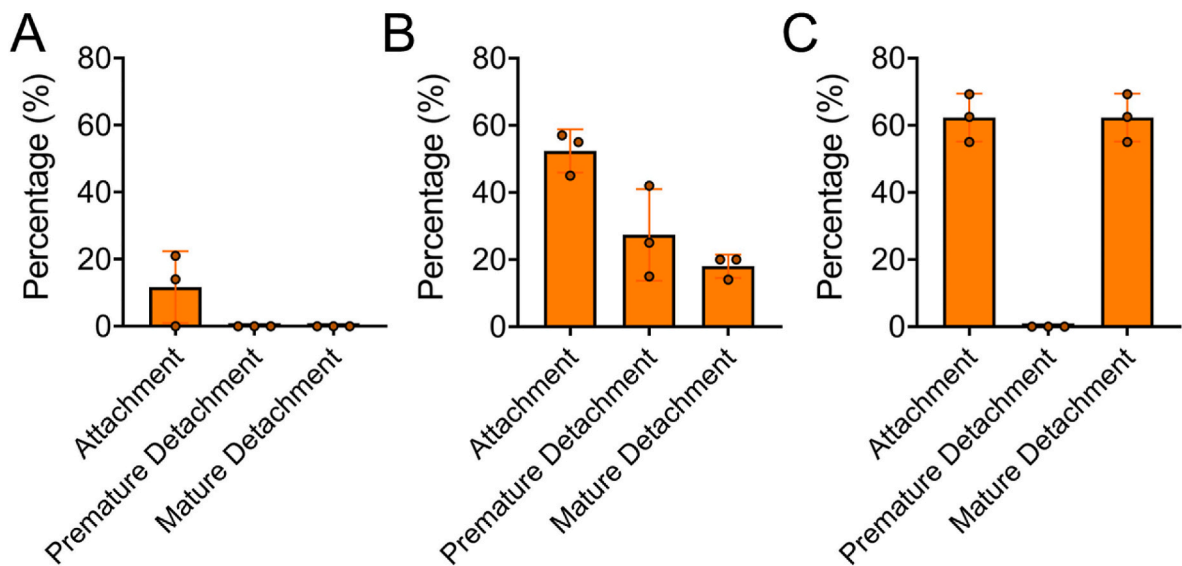 A
Percentage (%)
80
60
40
20
0
Attachment
Premature Detachment
Mature Detachment
B
Percentage (%)
80
60
40
20
0
Attachment
Premature Detachment
Mature Detachment
C
Percentage (%)
80
60
40
20
0
Attachment
Premature Detachment
Mature Detachment